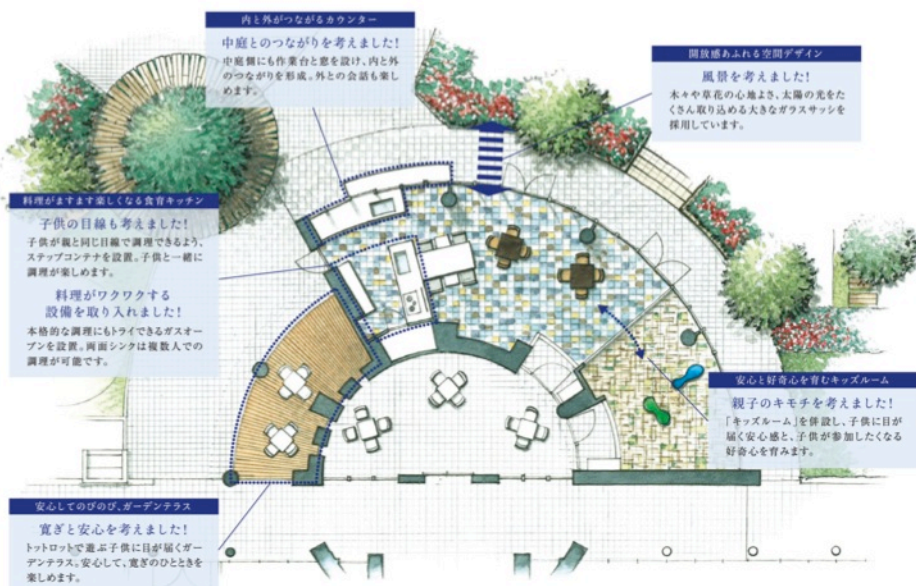 内と外がつながるカウンター
中庭とのつながりを考えました!
中庭側にも作業台と窓を設け、内と外
のつながりを形成。外との会話も楽し
めます。
開放感あふれる空間デザイン
風景を考えました!
木々や草花の心地よさ、太陽の光をた
くさん取り込める大きなガラスサッシを
採用しています。
料理がますます楽しくなる食育キッチン
子供の目線も考えました!
子供が親と同じ目線で調理できるよう、
ステップコンテナを設置。子供と一緒に
調理が楽しめます。
料理がワクワクする
設備を取り入れました!
本格的な調理にもトライできるガスオー
ブンを設置。両面シンクは複数人での
調理が可能です。
安心と好奇心を育むキッズルーム
親子のキモチを考えました!
「キッズルーム」を併設し、子供に目が
届く安心感と、子供が参加したくなる
好奇心を育みます。
安心してのびのび、ガーデンテラス
寛ぎと安心を考えました!
トットロットで遊ぶ子供に目が届くガー
デンテラス。安心して、寛ぎのひとときを
楽しめます。